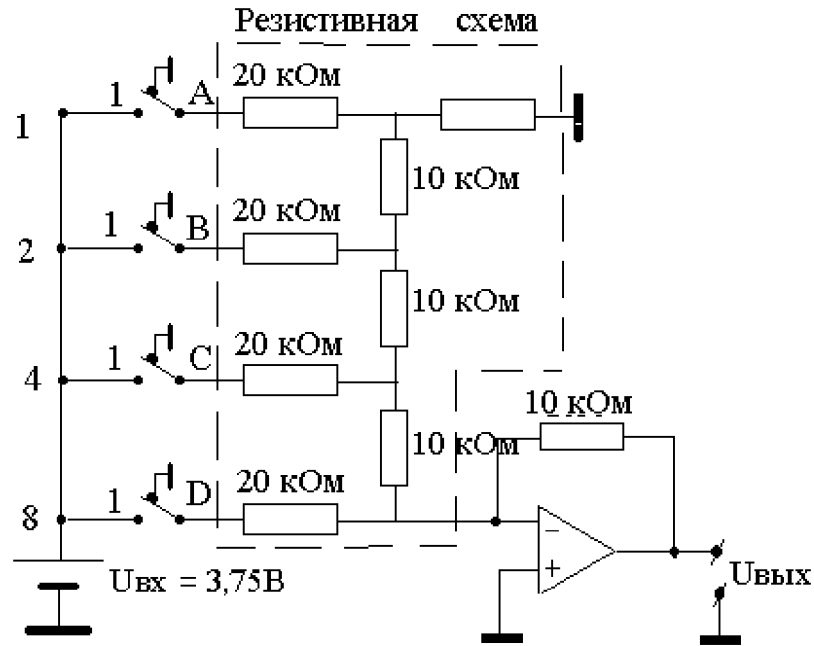 Резистивная схема
20 кОм
1
1 A
10 кОм
20 кОм
2
1 B
10 кОм
20 кОм
4
1 C
10 кОм
10 кОм
20 кОм
8
1 D
−
+
Uвх = 3,75В
Uвых